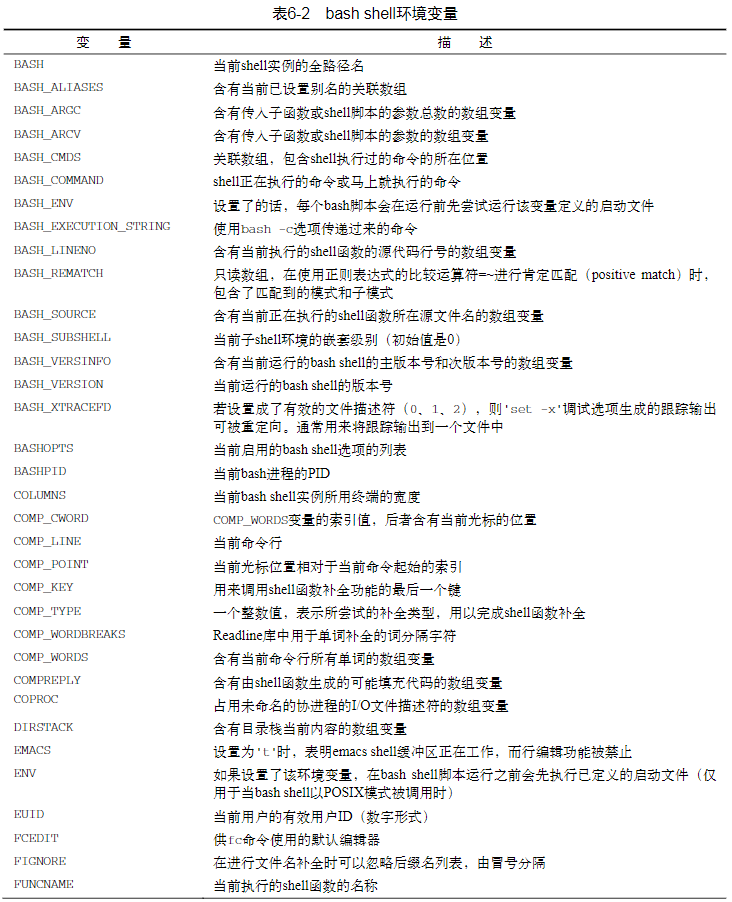 表6-2 bash shell环境变量
变 量 描 述
BASH 当前shell实例的全路径名
BASH_ALIASES 含有当前已设置别名的关联数组
BASH_ARGC 含有传入子函数或shell脚本的参数总数的数组变量
BASH_ARCV 含有传入子函数或shell脚本的参数的数组变量
BASH_CMDS 关联数组，包含shell执行过的命令的所在位置
BASH_COMMAND shell正在执行的命令或马上就执行的命令
BASH_ENV 设置了的话，每个bash脚本会在运行前先尝试运行该变量定义的启动文件
BASH_EXECUTION_STRING 使用bash -c选项传递过来的命令
BASH_LINENO 含有当前执行的shell函数的源代码行号的数组变量
BASH_REMATCH 只读数组，在使用正则表达式的比较运算符=~进行肯定匹配（positive match）时，
包含了匹配到的模式和子模式
BASH_SOURCE 含有当前正在执行的shell函数所在源文件名的数组变量
BASH_SUBSHELL 当前子shell环境的嵌套级别（初始值是0）
BASH_VERSINFO 含有当前运行的bash shell的主版本号和次版本号的数组变量
BASH_VERSION 当前运行的bash shell的版本号
BASH_XTRACEFD 若设置成了有效的文件描述符（0、1、2），则'set -x'调试选项生成的跟踪输出
可被重定向。通常用来将跟踪输出到一个文件中
BASHOPTS 当前启用的bash shell选项的列表
BASHPID 当前bash进程的PID
COLUMNS 当前bash shell实例所用终端的宽度
COMP_CWORD COMP_WORDS变量的索引值，后者含有当前光标的位置
COMP_LINE 当前命令行
COMP_POINT 当前光标位置相对于当前命令起始的索引
COMP_KEY 用来调用shell函数补全功能的最后一个键
COMP_TYPE 一个整数值，表示所尝试的补全类型，用以完成shell函数补全
COMP_WORDBREAKS Readline库中用于单词补全的词分隔字符
COMP_WORDS 含有当前命令行所有单词的数组变量
COMPREPLY 含有由shell函数生成的可能填充代码的数组变量
COPROC 占用未命名的协进程的I/O文件描述符的数组变量
DIRSTACK 含有目录栈当前内容的数组变量
EMACS 设置为't'时，表明emacs shell缓冲区正在工作，而行编辑功能被禁止
ENV 如果设置了该环境变量，在bash shell脚本运行之前会先执行已定义的启动文件（仅
用于当bash shell以POSIX模式被调用时）
EUID 当前用户的有效用户ID（数字形式）
FCEDIT 供fc命令使用的默认编辑器
FIGNORE 在进行文件名补全时可以忽略后缀名列表，由冒号分隔
FUNCNAME 当前执行的shell函数的名称